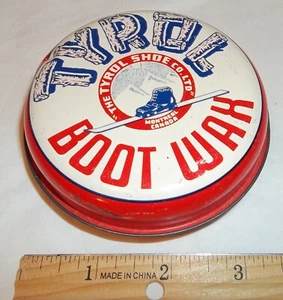 TYROL
"THE TYROL SHOE CO. LTD"
MONTREAL
CANADA
BOOT WAX
1 MADE IN CHINA 2 3